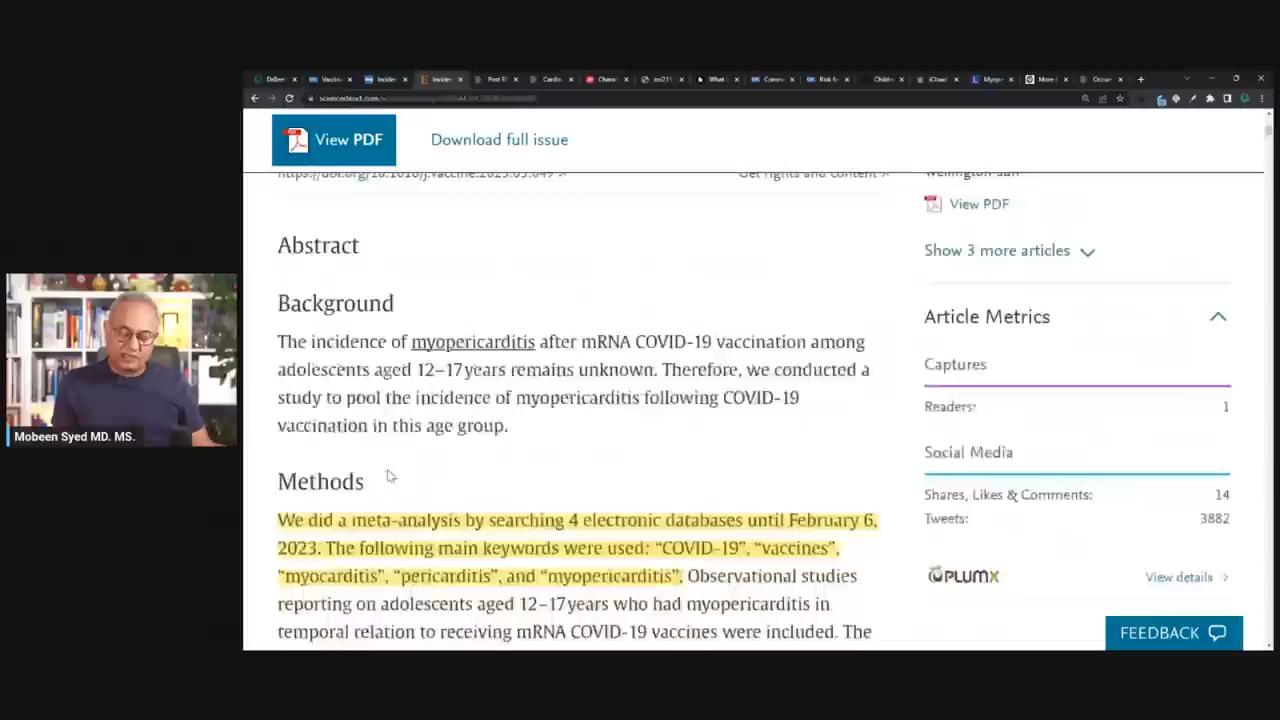 View PDF
Download full issue
Get rights and content
View PDF
Show 3 more articles
Abstract
Background
The incidence of myopericarditis after mRNA COVID-19 vaccination among
adolescents aged 12–17 years remains unknown. Therefore, we conducted a
study to pool the incidence of myopericarditis following COVID-19
vaccination in this age group.
Methods
We did a meta-analysis by searching 4 electronic databases until February 6,
2023. The following main keywords were used: “COVID-19”, “vaccines”,
“myocarditis”, “pericarditis”, and “myopericarditis”. Observational studies
reporting on adolescents aged 12–17 years who had myopericarditis in
temporal relation to receiving mRNA COVID-19 vaccines were included. The
Article Metrics
Captures
Readers: 1
Social Media
Shares, Likes & Comments: 14
Tweets: 3882
PLUMX
View details
FEEDBACK
Mobeen Syed MD. MS.